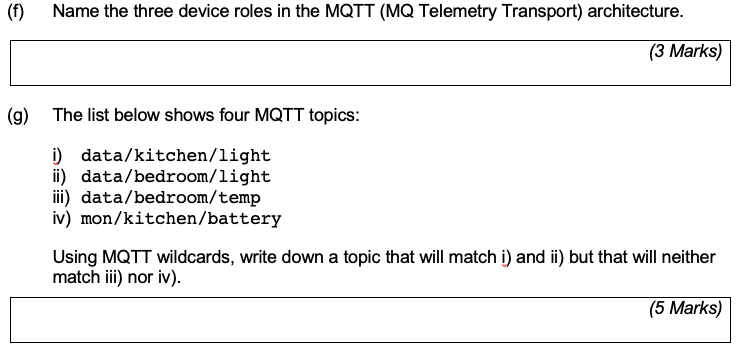 (f) Name the three device roles in the MQTT (MQ Telemetry Transport) architecture.
(3 Marks)
(g) The list below shows four MQTT topics:
i) data/kitchen/light
ii) data/bedroom/light
iii) data/bedroom/temp
iv) mon/kitchen/battery
Using MQTT wildcards, write down a topic that will match i) and ii) but that will neither
match iii) nor iv).
(5 Marks)